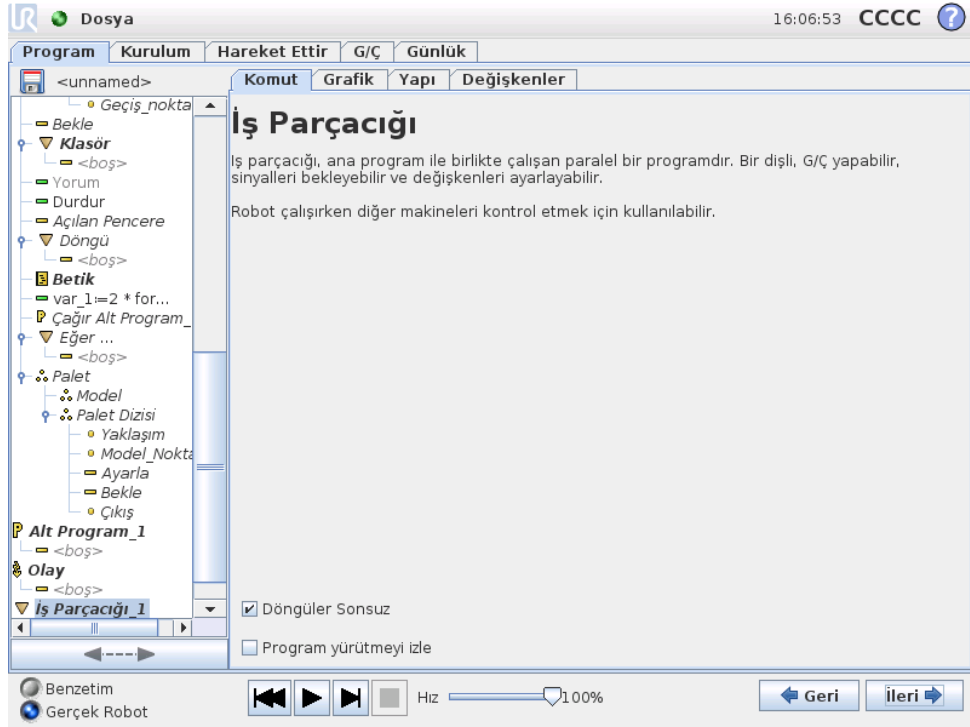 UR Dosya 16:06:53 CCCC ?
Program Kurulum Hareket Ettir G/Ç Günlük
<unnamed>
Komut Grafik Yapı Değişkenler
Geçiş_nokta
Bekle
Klasör
<boş>
Yorum
Durdur
Açılan Pencere
Döngü
<boş>
Betik
var_1:=2 * for...
Çağır Alt Program_
Eğer ...
<boş>
Palet
Model
Palet Dizisi
Yaklaşım
Model_Nokta
Ayarla
Bekle
Çıkış
Alt Program_1
<boş>
Olay
<boş>
İş Parçacığı_1
İş Parçacığı
Iş parçacığı, ana program ile birlikte çalışan paralel bir programdır. Bir dişli, G/Ç yapabilir,
sinyalleri bekleyebilir ve değişkenleri ayarlayabilir.
Robot çalışırken diğer makineleri kontrol etmek için kullanılabilir.
Döngüler Sonsuz
Program yürütmeyi izle
Benzetim
Gerçek Robot
Hız 100%
Geri İleri